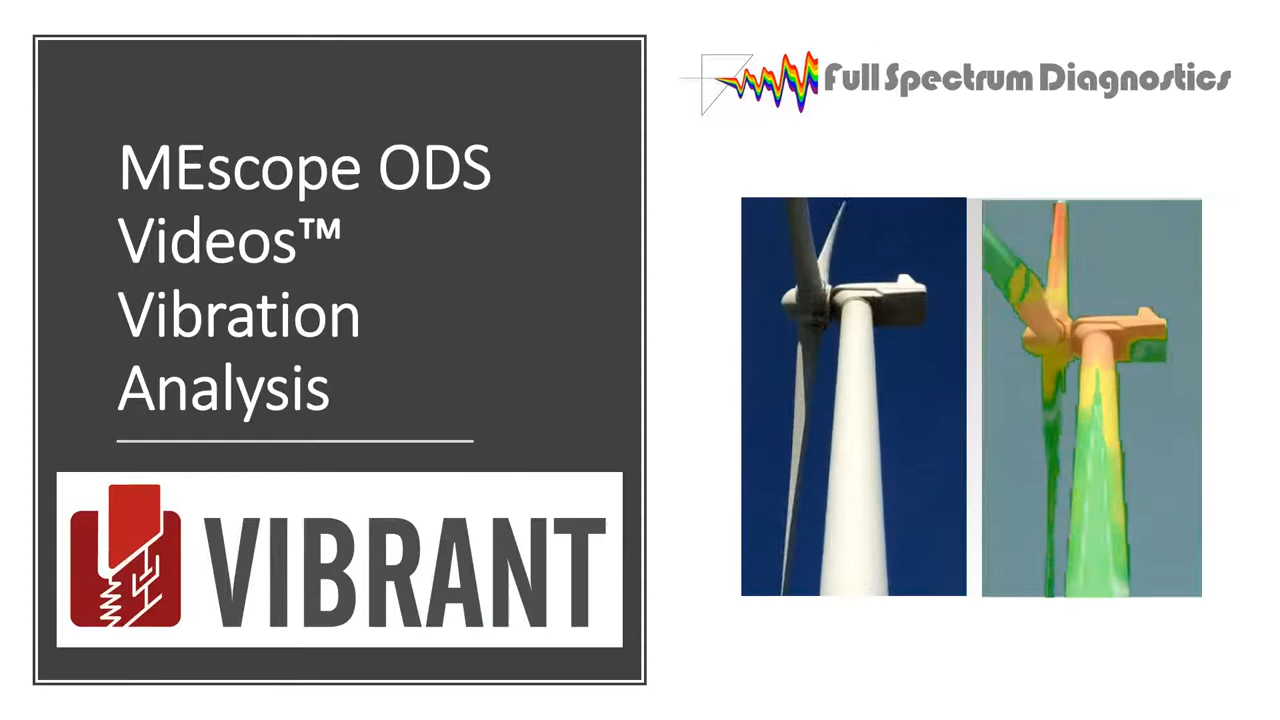 MEscope ODS
Videos™
Vibration
Analysis
VIBRANT
Full Spectrum Diagnostics